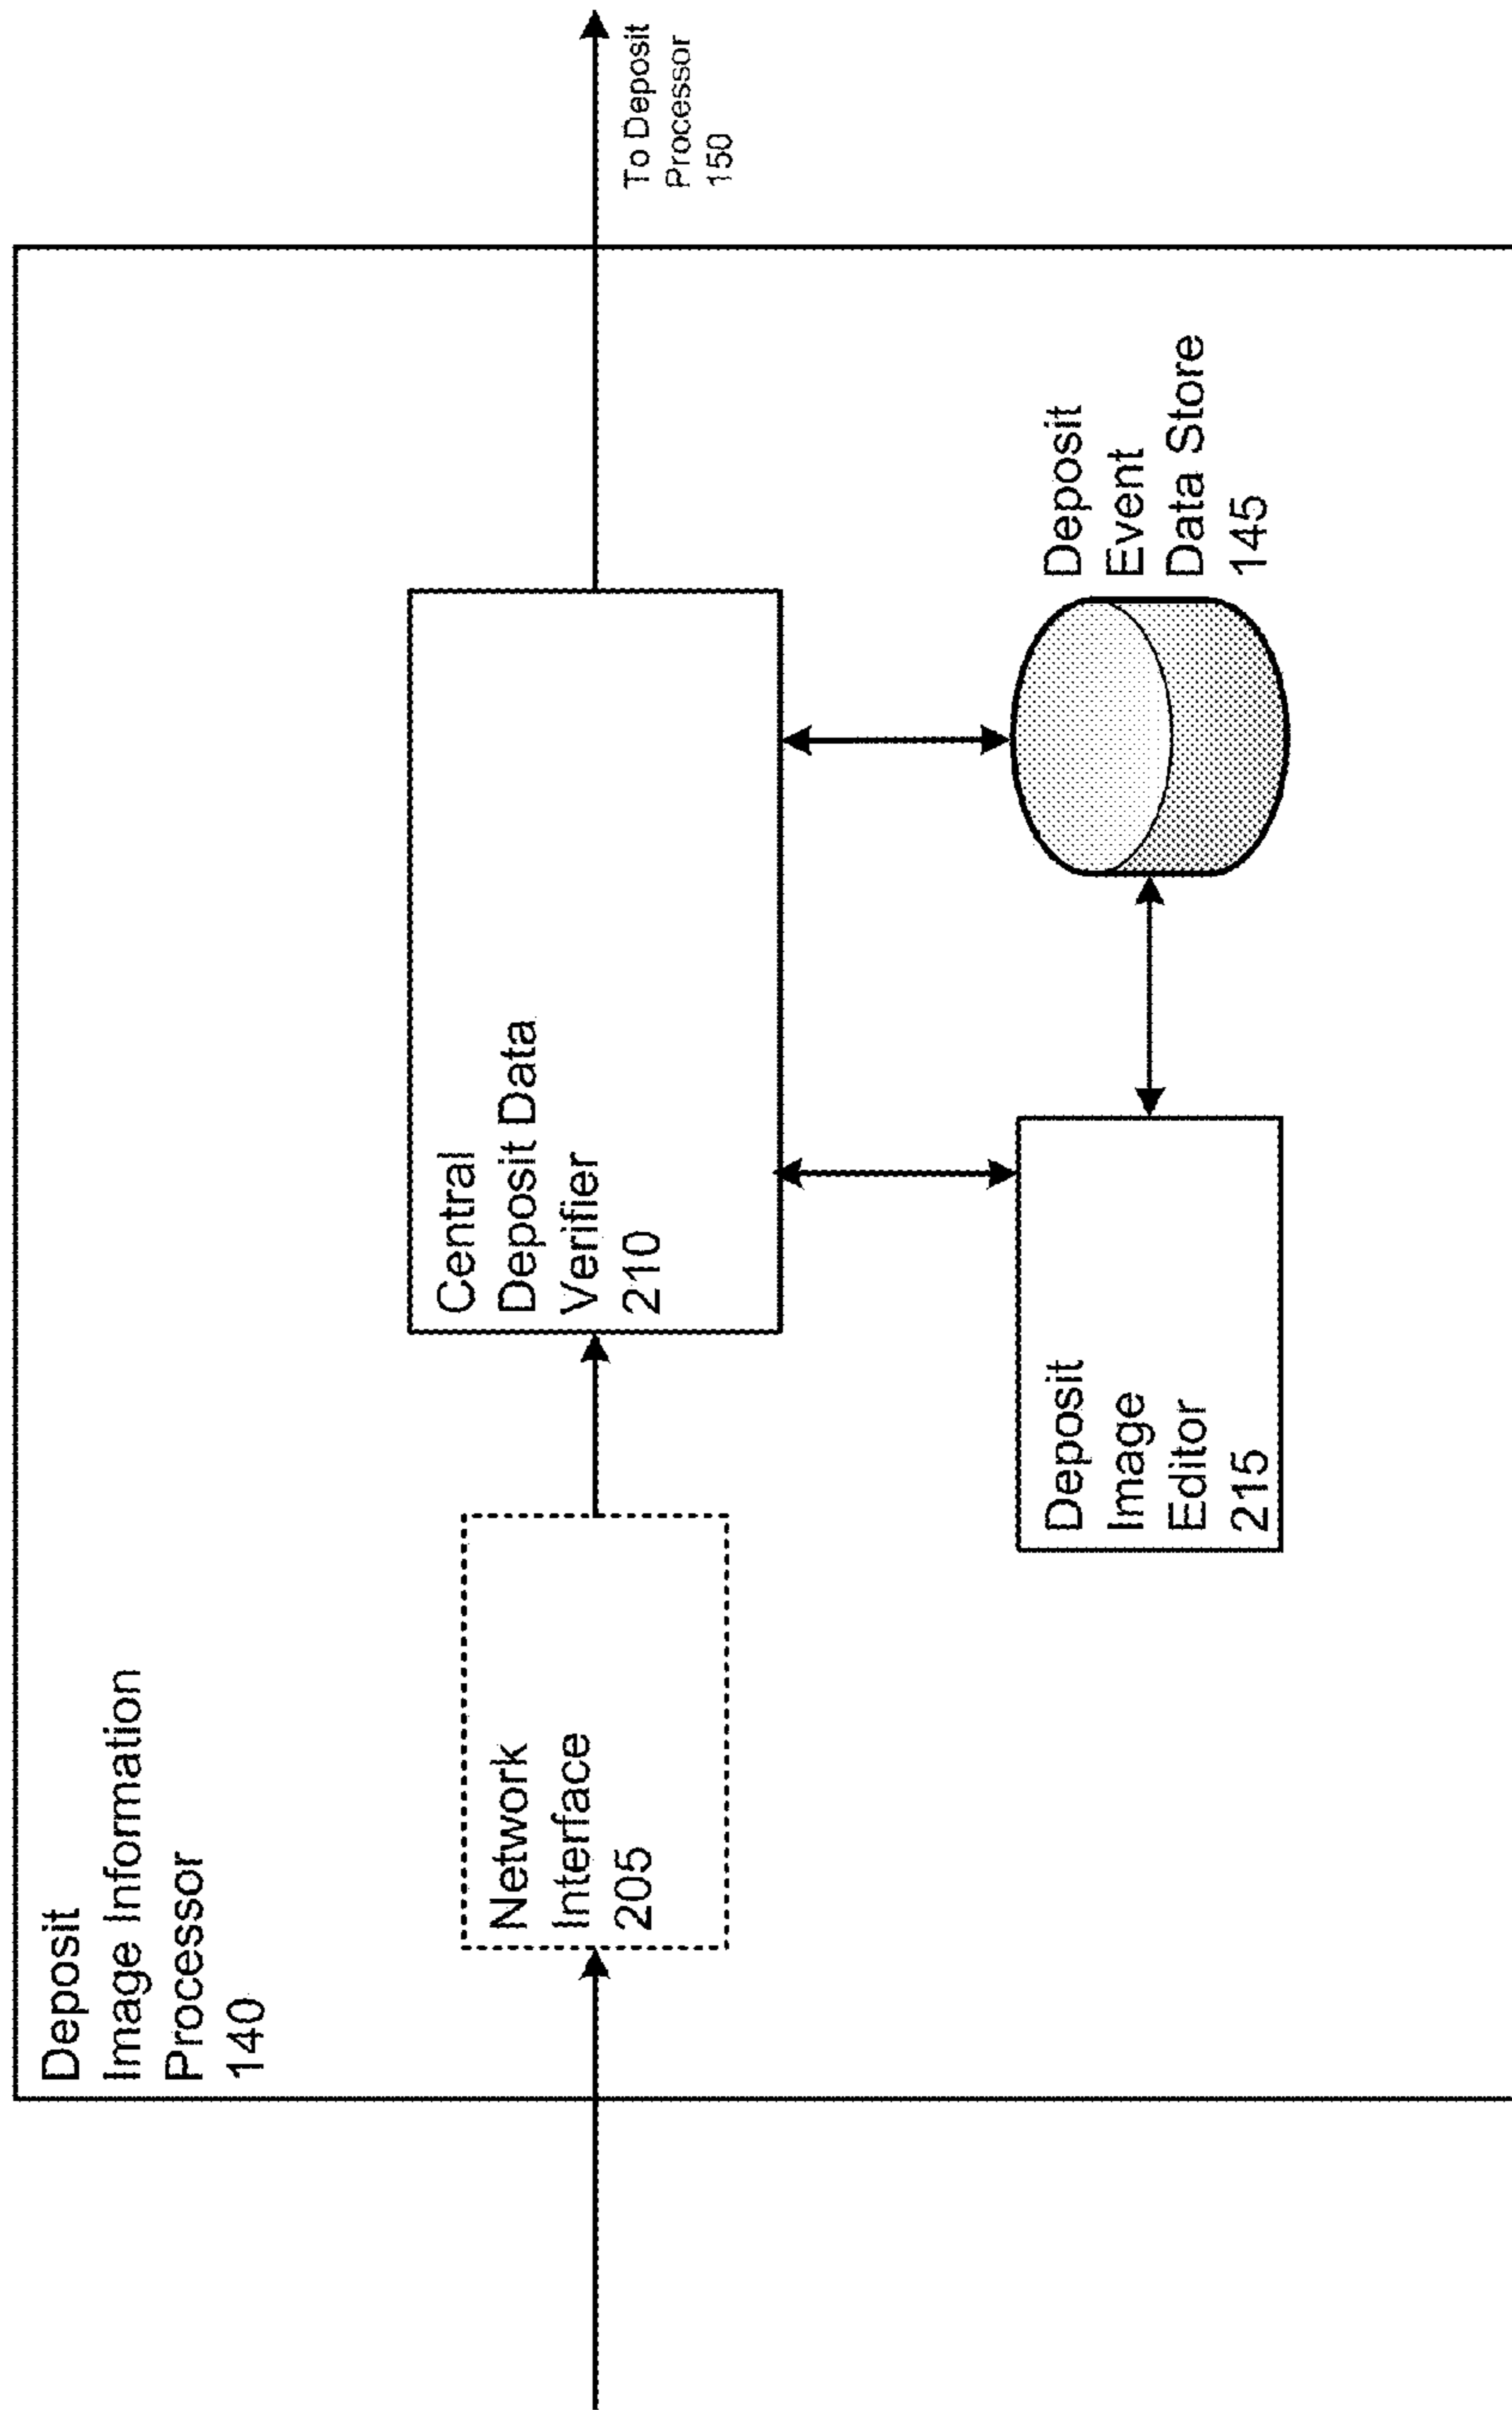 Deposit
Image Information
Processor
140
Network
Interface
205
Central
Deposit Data
Verifier
210
To Deposit
Processor
150
Deposit
Image
Editor
215
Deposit
Event
Data Store
145